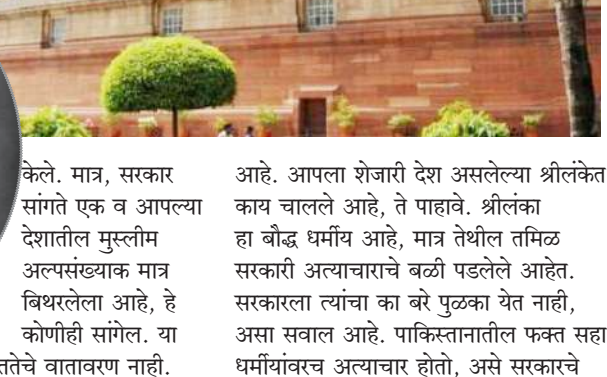 केले. मात्र, सरकार
सांगते एक व आपल्या
देशातील मुस्लीम
अल्पसंख्याक मात्र
बिथरलेला आहे, हे
कोणीही सांगेल. या
वातावरण नाही.
आहे. आपला शेजारी देश असलेल्या श्रीलंकेत
काय चालले आहे, ते पाहावे. श्रीलंका
हा बौद्ध धर्मीय आहे, मात्र तेथील तमिळ
सरकारी अत्याचाराचे बळी पडलेले आहेत.
सरकारला त्यांचा का बरे पुळका येत नाही,
असा सवाल आहे. पाकिस्तानातील फक्त सहा
धर्मीयांवरच अत्याचार होतो, असे सरकारचे